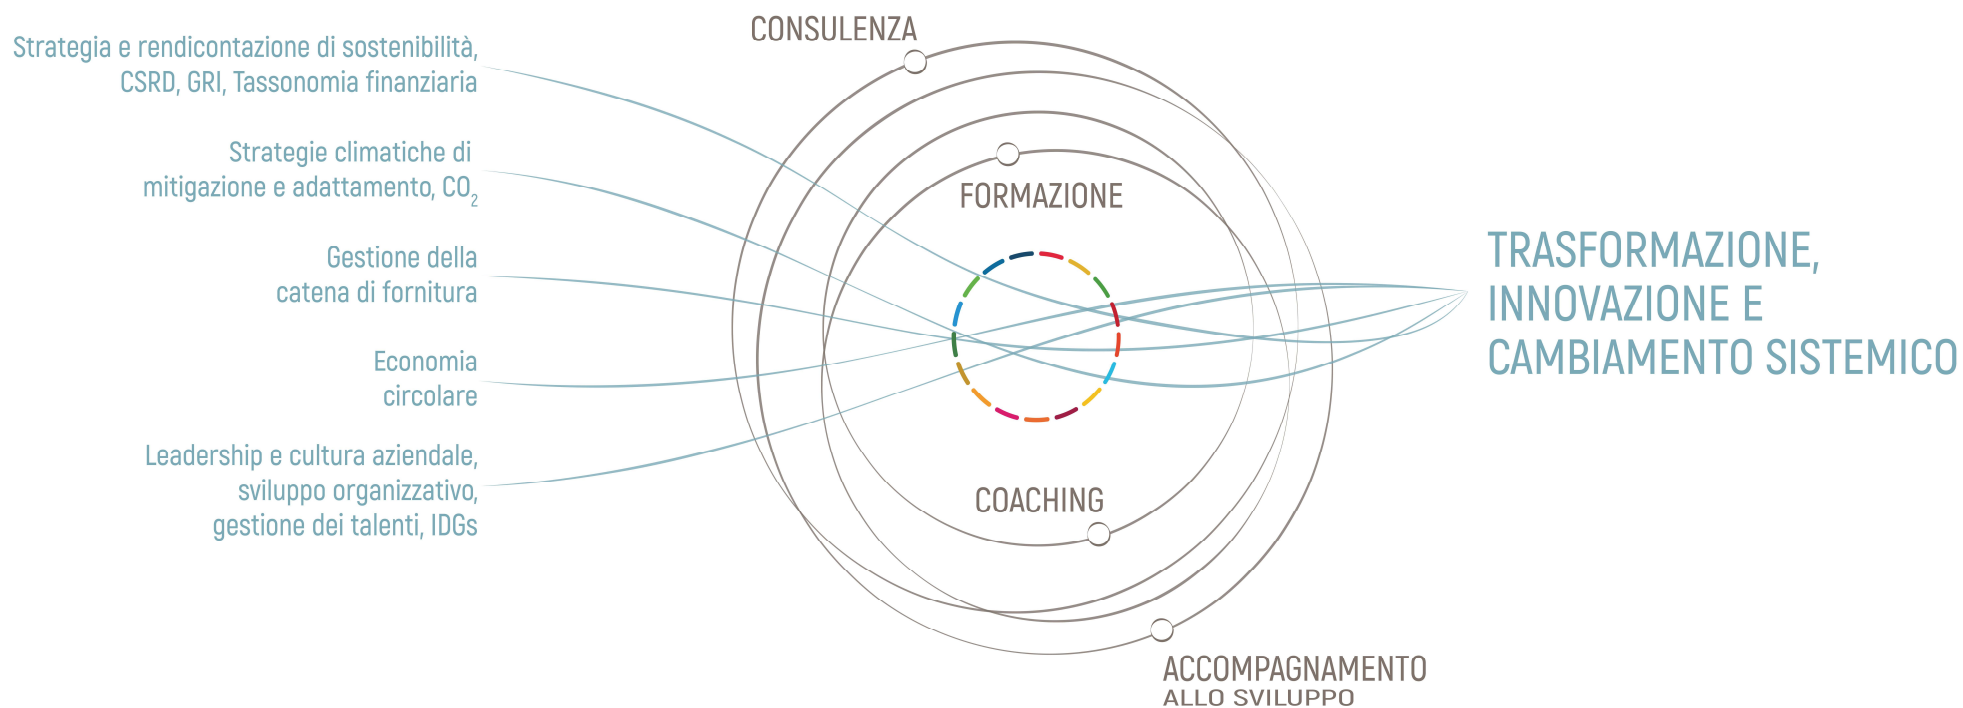 CONSULENZA
Strategia e rendicontazione di sostenibilità,
CSRD, GRI, Tassonomia finanziaria
Strategie climatiche di
mitigazione e adattamento, CO₂
Gestione della
catena di fornitura
Economia
circolare
Leadership e cultura aziendale,
sviluppo organizzativo,
gestione dei talenti, IDGs
FORMAZIONE
COACHING
ACCOMPAGNAMENTO
ALLO SVILUPPO
TRASFORMAZIONE,
INNOVAZIONE E
CAMBIAMENTO SISTEMICO